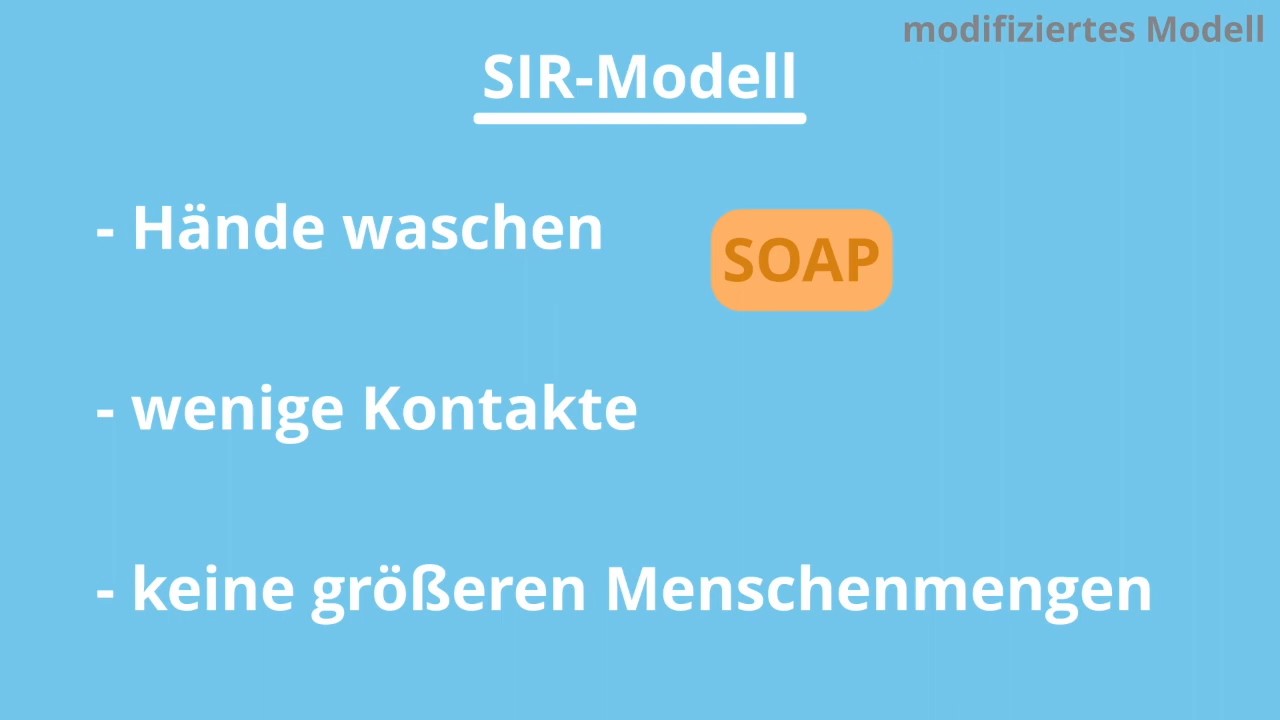 modifiziertes Modell
SIR-Modell
- Hände waschen
SOAP
- wenige Kontakte
- keine größeren Menschenmengen